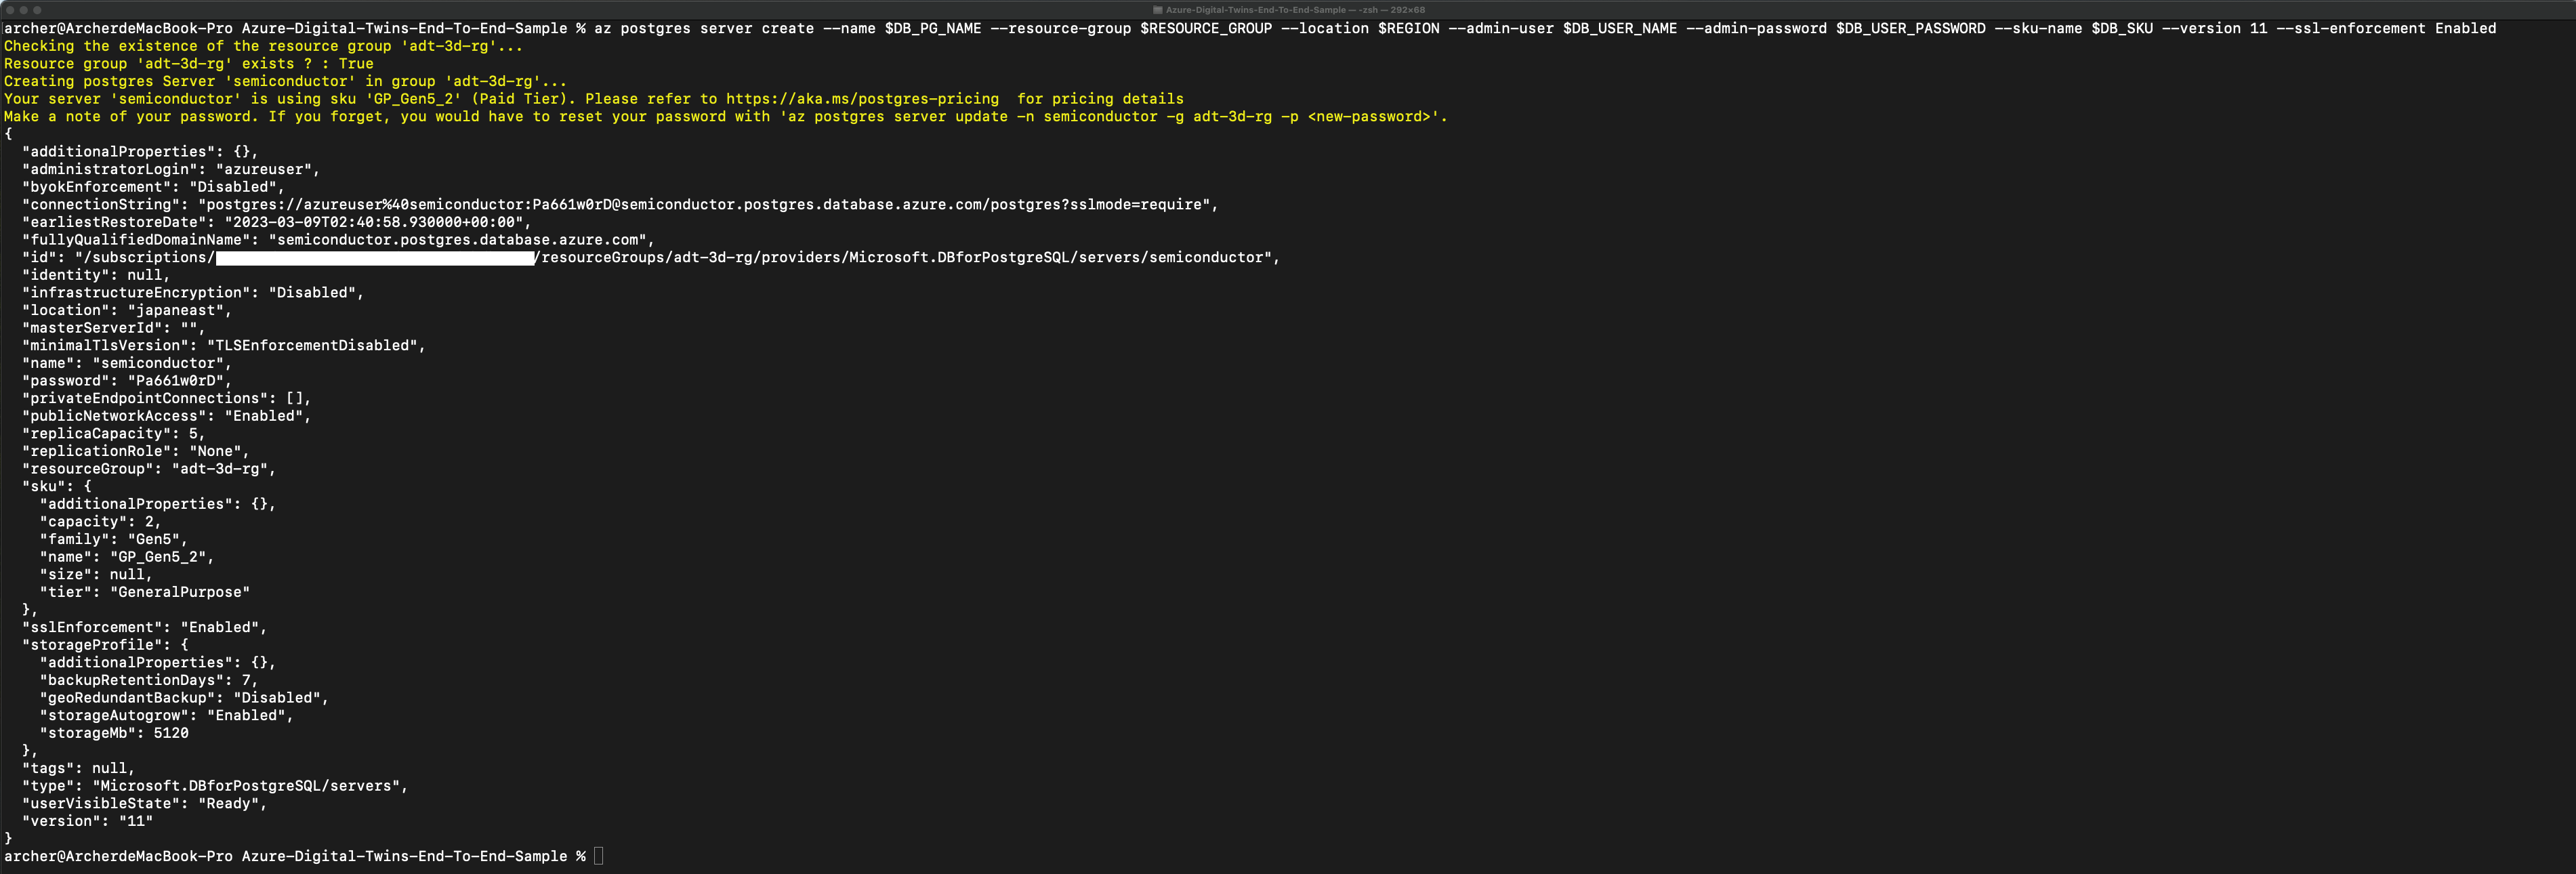 Azure-Digital-Twins-End-To-End-Sample — -zsh — 292×68
archer@ArcherdeMacBook-Pro Azure-Digital-Twins-End-To-End-Sample % az postgres server create --name $DB_PG_NAME --resource-group $RESOURCE_GROUP --location $REGION --admin-user $DB_USER_NAME --admin-password $DB_USER_PASSWORD --sku-name $DB_SKU --version 11 --ssl-enforcement Enabled
Checking the existence of the resource group 'adt-3d-rg'...
Resource group 'adt-3d-rg' exists ? : True
Creating postgres Server 'semiconductor' in group 'adt-3d-rg'...
Your server 'semiconductor' is using sku 'GP_Gen5_2' (Paid Tier). Please refer to https://aka.ms/postgres-pricing  for pricing details
Make a note of your password. If you forget, you would have to reset your password with 'az postgres server update -n semiconductor -g adt-3d-rg -p <new-password>'.
{
  "additionalProperties": {},
  "administratorLogin": "azureuser",
  "byokEnforcement": "Disabled",
  "connectionString": "postgres://azureuser%40semiconductor:Pa661w0rD@semiconductor.postgres.database.azure.com/postgres?sslmode=require",
  "earliestRestoreDate": "2023-03-09T02:40:58.930000+00:00",
  "fullyQualifiedDomainName": "semiconductor.postgres.database.azure.com",
  "id": "/subscriptions/ /resourceGroups/adt-3d-rg/providers/Microsoft.DBforPostgreSQL/servers/semiconductor",
  "identity": null,
  "infrastructureEncryption": "Disabled",
  "location": "japaneast",
  "masterServerId": "",
  "minimalTlsVersion": "TLSEnforcementDisabled",
  "name": "semiconductor",
  "password": "Pa661w0rD",
  "privateEndpointConnections": [],
  "publicNetworkAccess": "Enabled",
  "replicaCapacity": 5,
  "replicationRole": "None",
  "resourceGroup": "adt-3d-rg",
  "sku": {
    "additionalProperties": {},
    "capacity": 2,
    "family": "Gen5",
    "name": "GP_Gen5_2",
    "size": null,
    "tier": "GeneralPurpose"
  },
  "sslEnforcement": "Enabled",
  "storageProfile": {
    "additionalProperties": {},
    "backupRetentionDays": 7,
    "geoRedundantBackup": "Disabled",
    "storageAutogrow": "Enabled",
    "storageMb": 5120
  },
  "tags": null,
  "type": "Microsoft.DBforPostgreSQL/servers",
  "userVisibleState": "Ready",
  "version": "11"
}
archer@ArcherdeMacBook-Pro Azure-Digital-Twins-End-To-End-Sample %